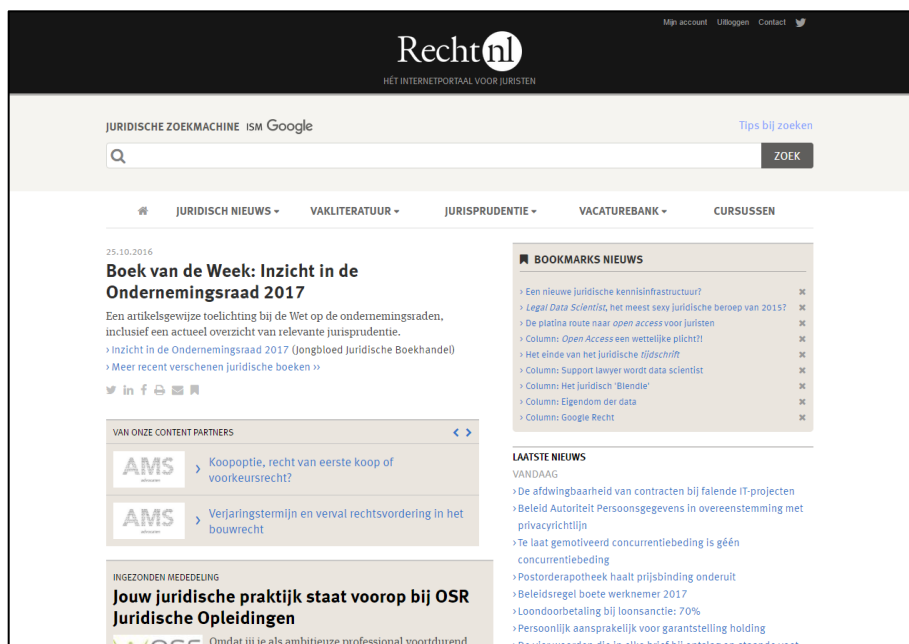 Mijn account Uitloggen Contact
Recht nl
HÉT INTERNETPORTAAL VOOR JURISTEN
JURIDISCHE ZOEKMACHINE ISM Google
Tips bij zoeken
ZOEK
JURIDISCH NIEUWS VAKLITERATUUR JURISPRUDENTIE VACATUREBANK CURSUSSEN
25.10.2016
Boek van de Week: Inzicht in de
Ondernemingsraad 2017
Een artikelsgewijze toelichting bij de Wet op de ondernemingsraden,
inclusief een actueel overzicht van relevante jurisprudentie.
› Inzicht in de Ondernemingsraad 2017 (Jongbloed Juridische Boekhandel)
› Meer recent verschenen juridische boeken ››
VAN ONZE CONTENT PARTNERS
AMS
advocaten
› Koopoptie, recht van eerste koop of
voorkeursrecht?
AMS
advocaten
› Verjaringstermijn en verval rechtsvordering in het
bouwrecht
INGEZONDEN MEDEDELING
Jouw juridische praktijk staat voorop bij OSR
Juridische Opleidingen
Omdat jij je als ambitieuze professional voortdurend
BOOKMARKS NIEUWS
› Een nieuwe juridische kennisinfrastructuur?
› Legal Data Scientist, het meest sexy juridische beroep van 2015?
› De platina route naar open access voor juristen
› Column: Open Access een wettelijke plicht?!
› Het einde van het juridische tijdschrift
› Column: Support lawyer wordt data scientist
› Column: Het juridisch 'Blendle'
› Column: Eigendom der data
› Column: Google Recht
LAATSTE NIEUWS
VANDAAG
› De afdwingbaarheid van contracten bij falende IT-projecten
› Beleid Autoriteit Persoonsgegevens in overeenstemming met
privacyrichtlijn
› Te laat gemotiveerd concurrentiebeding is géén
concurrentiebeding
› Postorderapotheek haalt prijsbinding onderuit
› Beleidsregel boete werknemer 2017
› Loondoorbetaling bij loonsanctie: 70%
› Persoonlijk aansprakelijk voor garantstelling holding